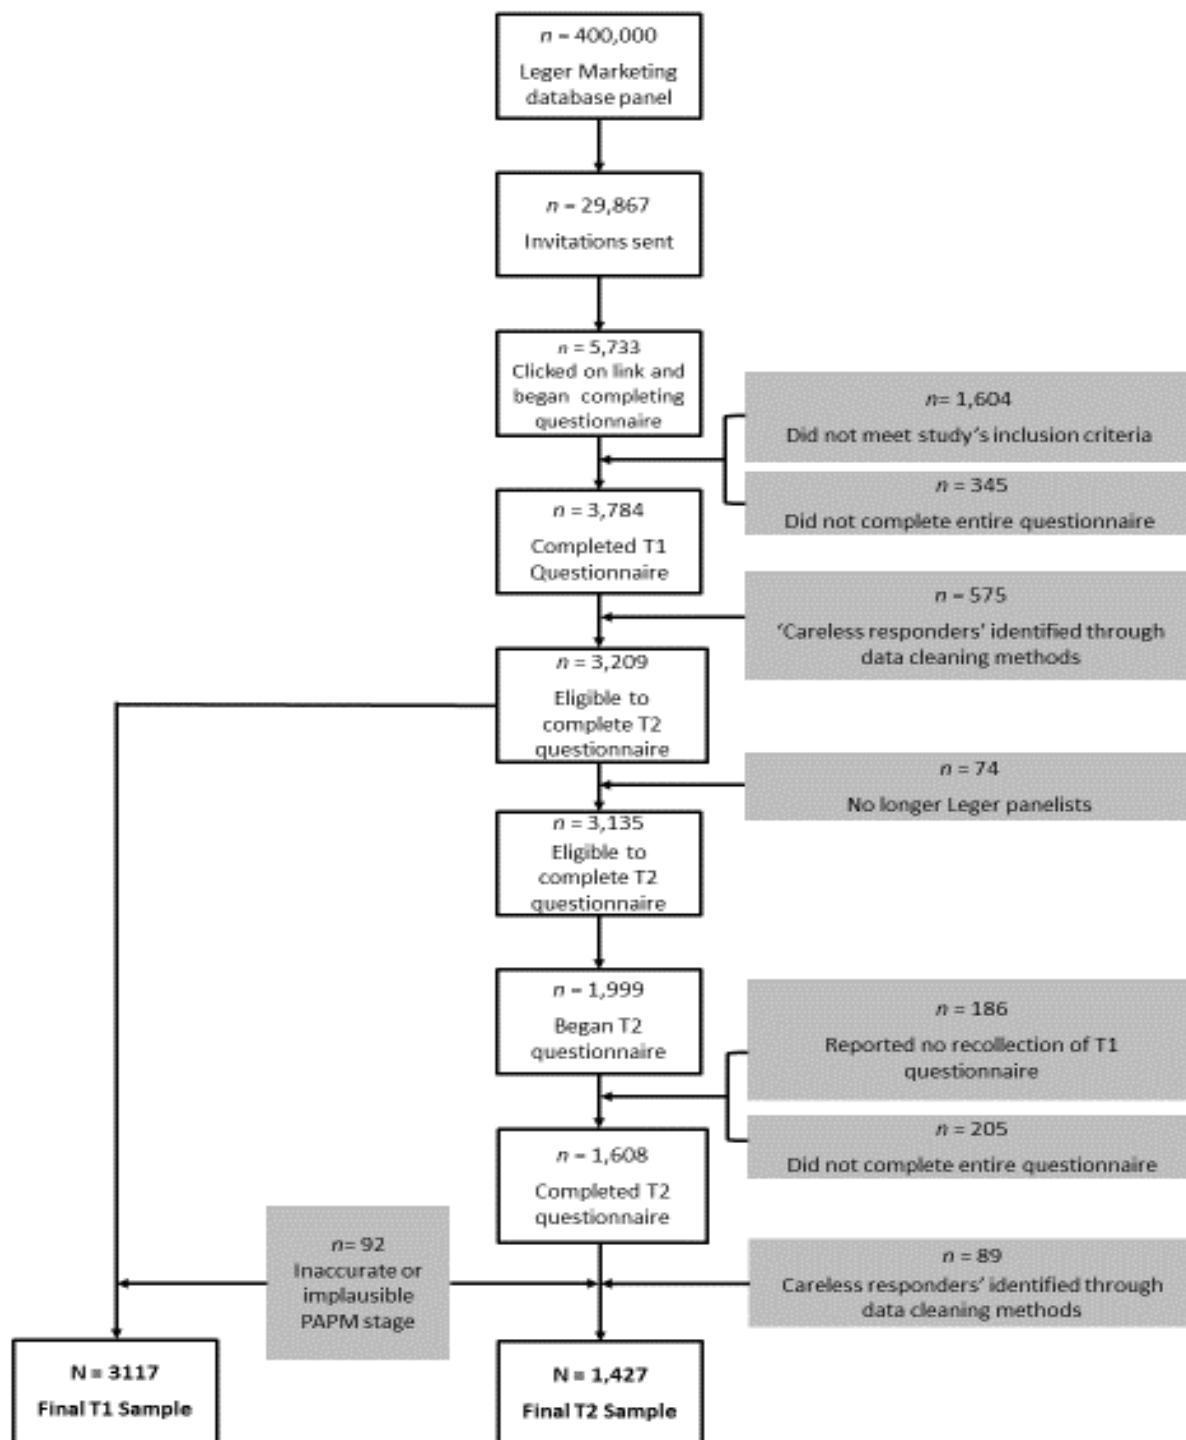 n = 400,000
Leger Marketing
database panel
n = 29,867
Invitations sent
n = 5,733
Clicked on link and
began completing
questionnaire
n= 1,604
Did not meet study's inclusion criteria
n = 345
Did not complete entire questionnaire
n = 3,784
Completed T1
Questionnaire
n = 575
'Careless responders' identified through
data cleaning methods
n = 3,209
Eligible to
complete T2
questionnaire
n = 74
No longer Leger panelists
n = 3,135
Eligible to
complete T2
questionnaire
n = 1,999
Began T2
questionnaire
n = 186
Reported no recollection of T1
questionnaire
n = 205
Did not complete entire questionnaire
n = 1,608
Completed T2
questionnaire
n= 92
Inaccurate or
implausible
PAPM stage
n = 89
Careless responders' identified through
data cleaning methods
N = 3117
Final T1 Sample
N = 1,427
Final T2 Sample